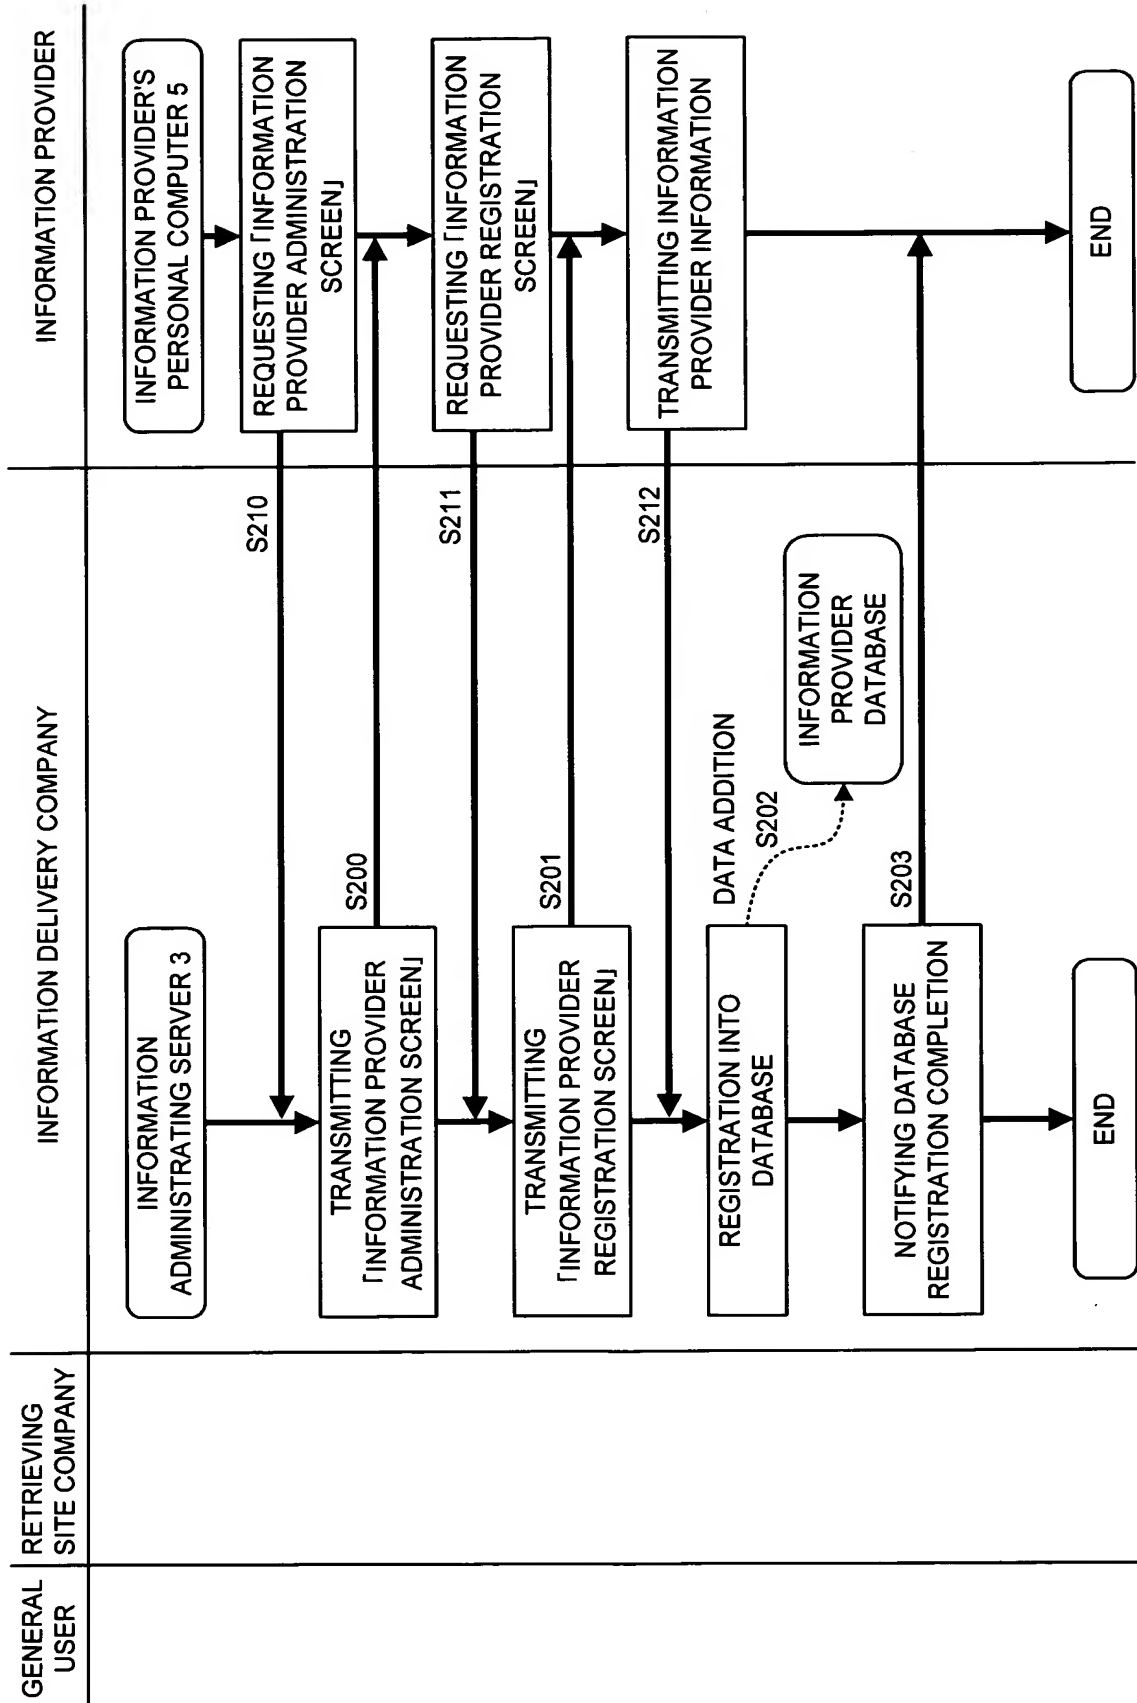 GENERAL
USER
RETRIEVING
SITE COMPANY
INFORMATION DELIVERY COMPANY
INFORMATION PROVIDER
INFORMATION
ADMINISTRATING SERVER 3
INFORMATION PROVIDER'S
PERSONAL COMPUTER 5
REQUESTING ｢INFORMATION
PROVIDER ADMINISTRATION
SCREEN｣
S210
TRANSMITTING
｢INFORMATION PROVIDER
ADMINISTRATION SCREEN｣
S200
REQUESTING ｢INFORMATION
PROVIDER REGISTRATION
SCREEN｣
S211
TRANSMITTING
｢INFORMATION PROVIDER
REGISTRATION SCREEN｣
S201
TRANSMITTING INFORMATION
PROVIDER INFORMATION
S212
REGISTRATION INTO
DATABASE
DATA ADDITION
S202
INFORMATION
PROVIDER
DATABASE
NOTIFYING DATABASE
REGISTRATION COMPLETION
S203
END
END